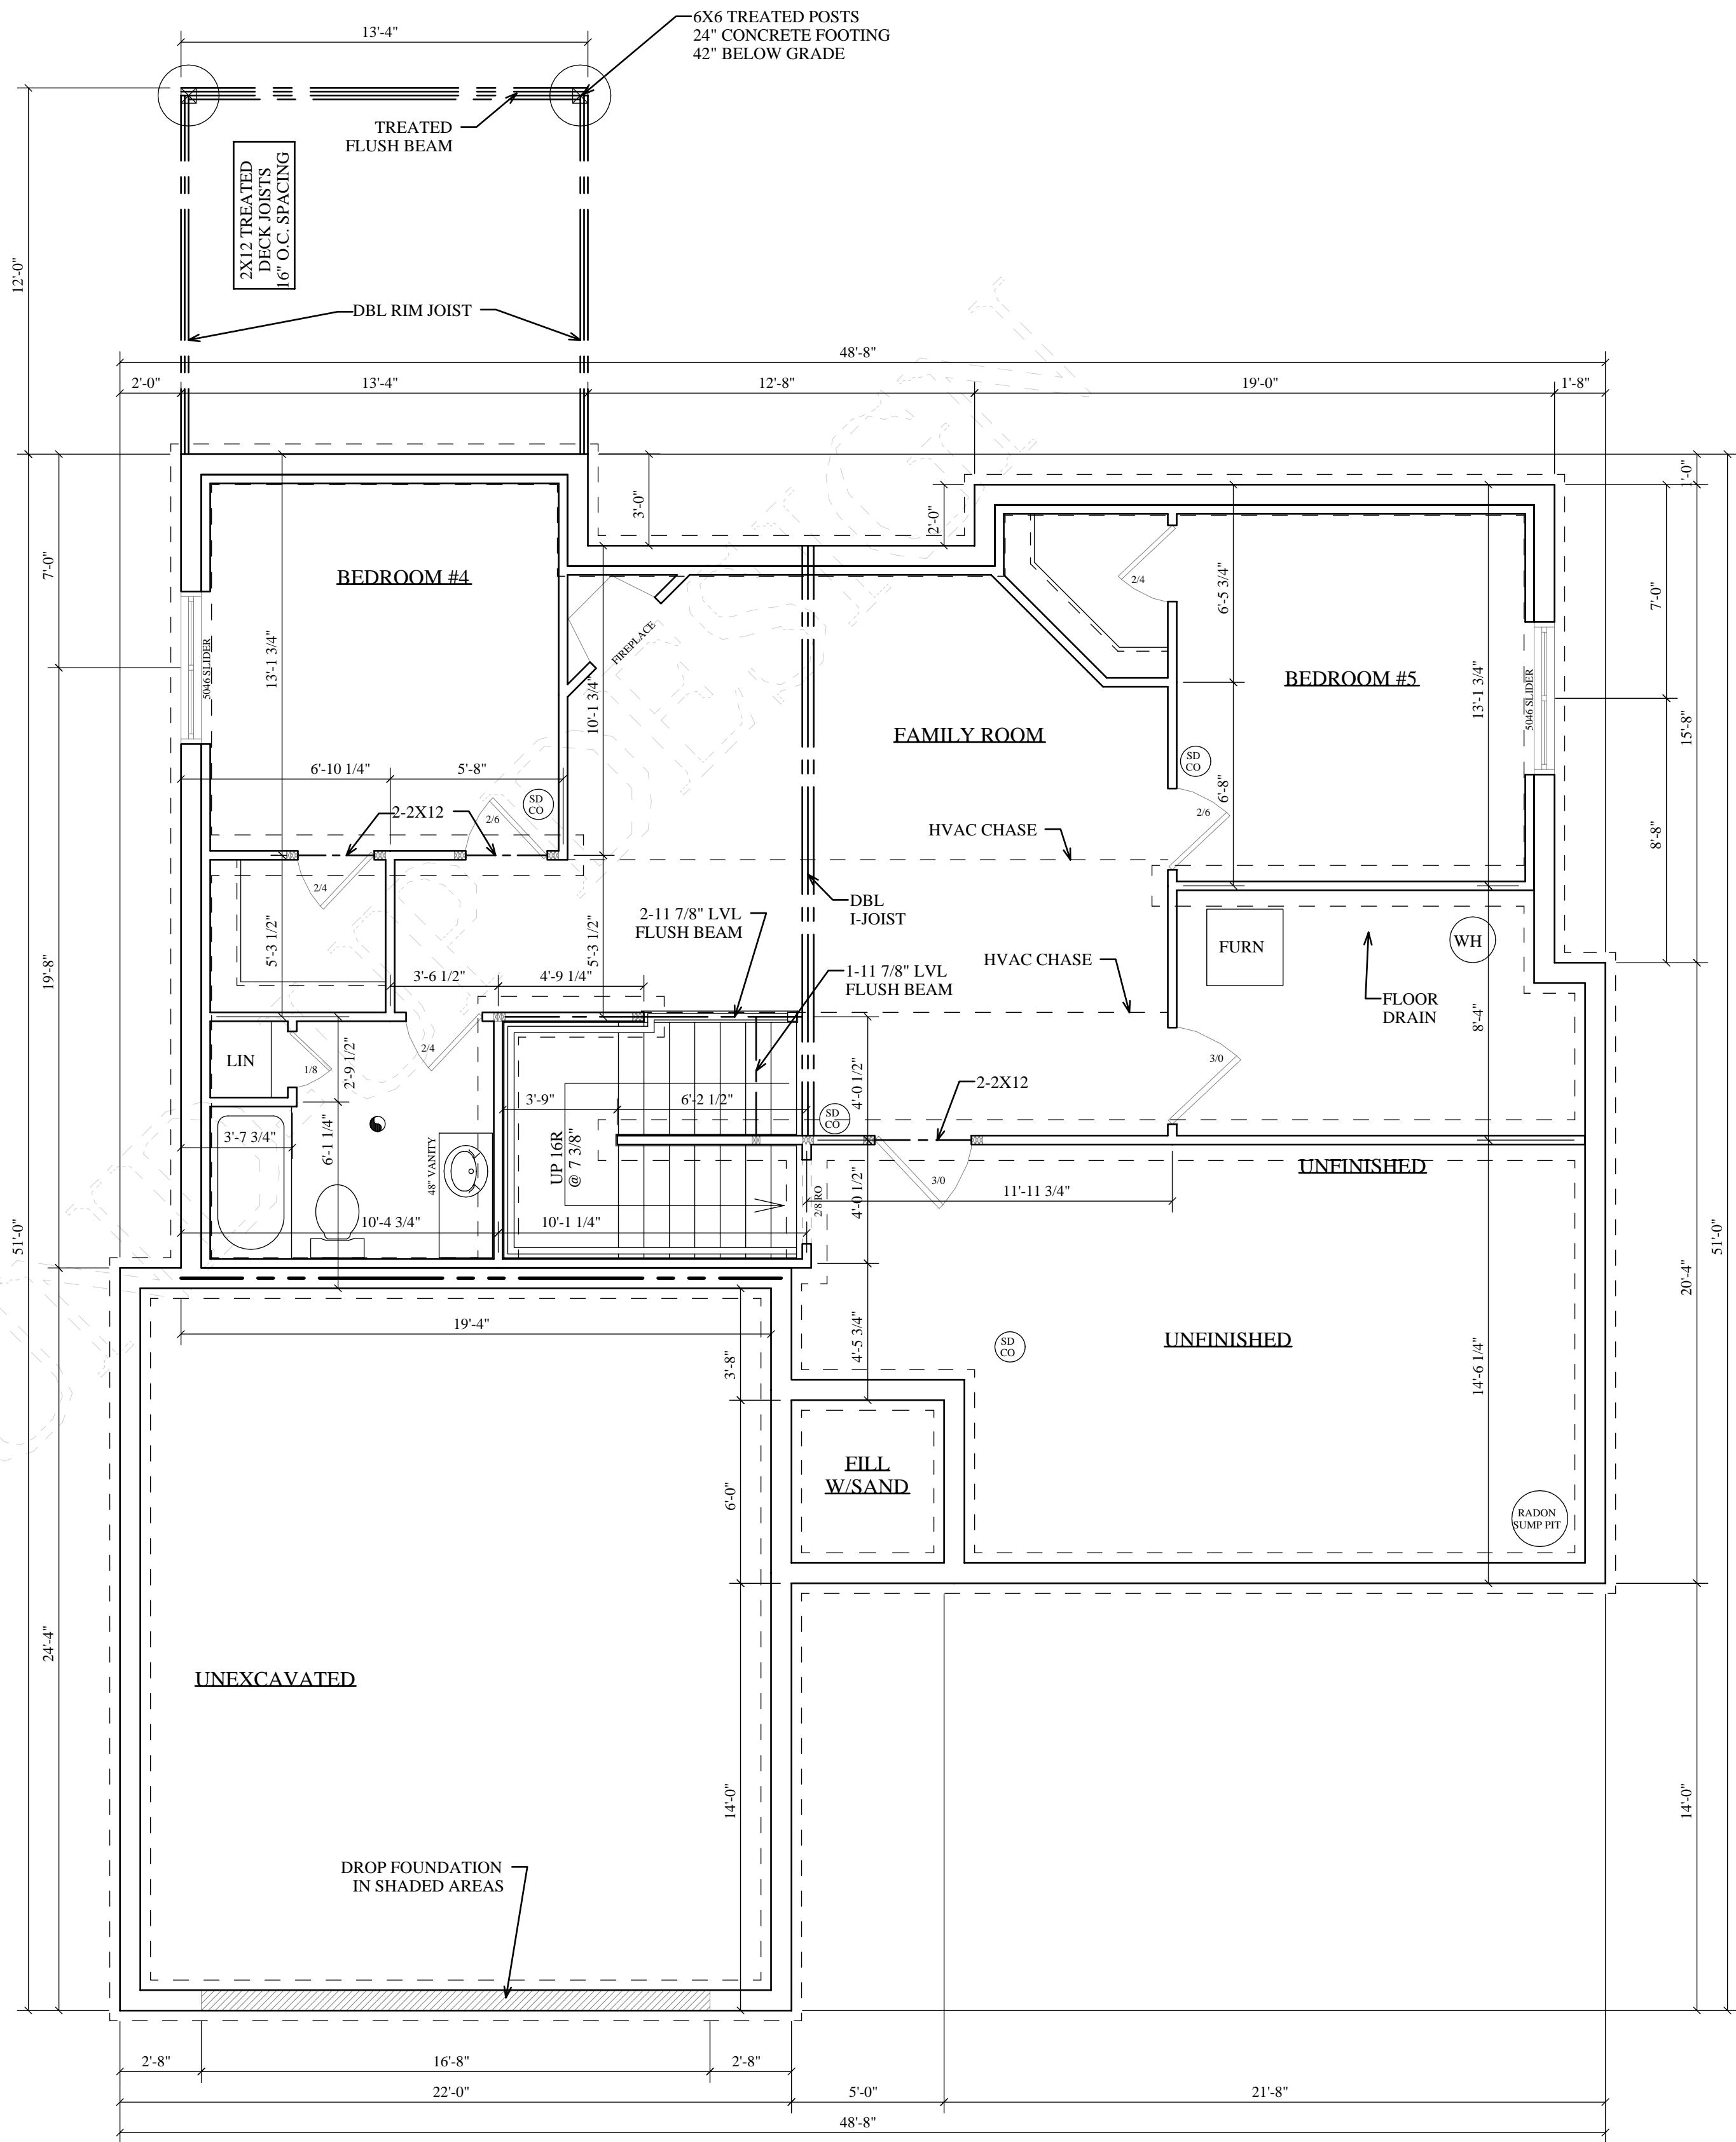 6X6 TREATED POSTS
24" CONCRETE FOOTING
42" BELOW GRADE
13'-4"
TREATED
FLUSH BEAM
2X12 TREATED
DECK JOISTS
16" O.C. SPACING
12'-0"
DBL RIM JOIST
48'-8"
2'-0"
13'-4"
12'-8"
19'-0"
1'-8"
1'-0"
3'-0"
2'-0"
7'-0"
BEDROOM #4
2/4
6'-5 3/4"
7'-0"
5046 SLIDER
13'-1 3/4"
FIREPLACE
10'-1 3/4"
FAMILY ROOM
BEDROOM #5
13'-1 3/4"
5046 SLIDER
15'-8"
SD
CO
6'-10 1/4"
5'-8"
SD
CO
6'-8"
2-2X12
2/6
2/6
HVAC CHASE
8'-8"
2/4
DBL
I-JOIST
2-11 7/8" LVL
FLUSH BEAM
5'-3 1/2"
5'-3 1/2"
FURN
WH
19'-8"
3'-6 1/2"
4'-9 1/4"
1-11 7/8" LVL
FLUSH BEAM
HVAC CHASE
FLOOR
DRAIN
8'-4"
LIN
1/8
2'-9 1/2"
2/4
3/0
4'-0 1/2"
2-2X12
3'-9"
6'-2 1/2"
SD
CO
3'-7 3/4"
6'-1 1/4"
48" VANITY
UP 16R
@ 7 3/8"
UNFINISHED
3/0
2/8 RO
4'-0 1/2"
11'-11 3/4"
10'-4 3/4"
10'-1 1/4"
51'-0"
51'-0"
20'-4"
19'-4"
3'-8"
4'-5 3/4"
SD
CO
UNFINISHED
14'-6 1/4"
FILL
W/SAND
6'-0"
RADON
SUMP PIT
24'-4"
UNEXCAVATED
14'-0"
14'-0"
DROP FOUNDATION
IN SHADED AREAS
2'-8"
16'-8"
2'-8"
22'-0"
5'-0"
21'-8"
48'-8"